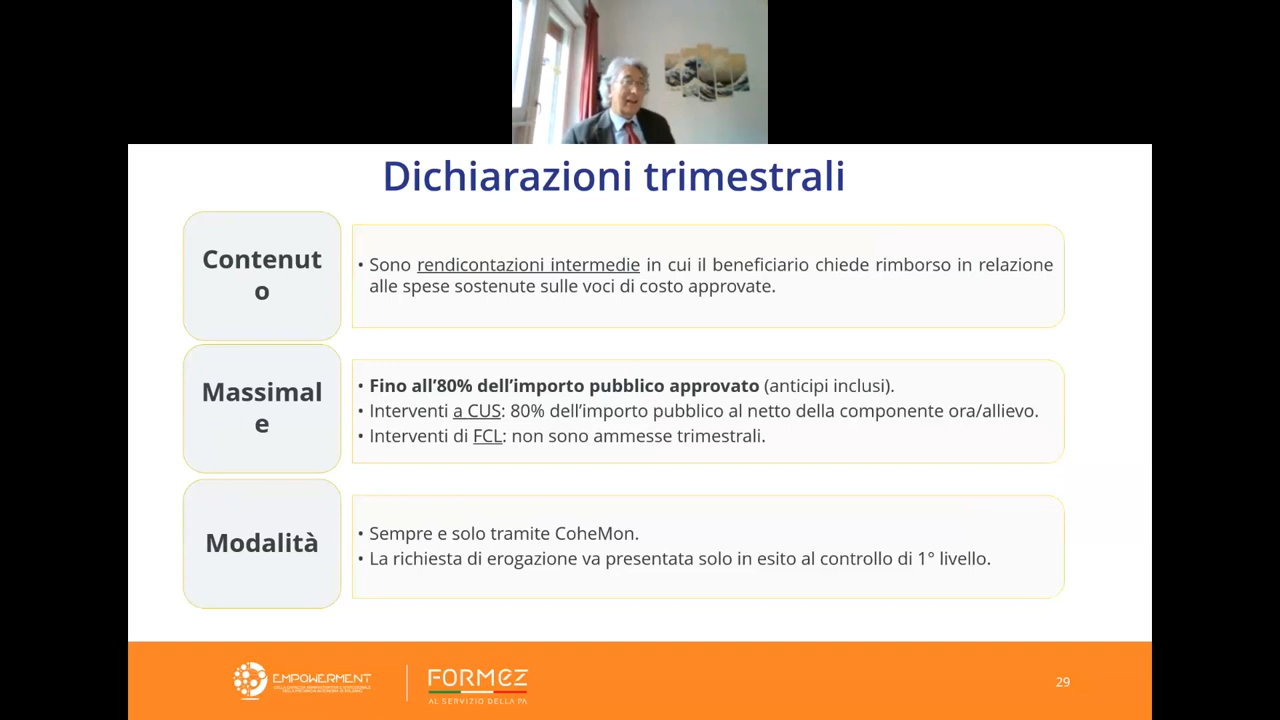 Dichiarazioni trimestrali
Contenut
o
• Sono rendicontazioni intermedie in cui il beneficiario chiede rimborso in relazione
alle spese sostenute sulle voci di costo approvate.
Massimal
e
• Fino all’80% dell’importo pubblico approvato (anticipi inclusi).
• Interventi a CUS: 80% dell’importo pubblico al netto della componente ora/allievo.
• Interventi di FCL: non sono ammesse trimestrali.
Modalità
• Sempre e solo tramite CoheMon.
• La richiesta di erogazione va presentata solo in esito al controllo di 1° livello.
EMPOWERMENT
FORMEZ
AL SERVIZIO DELLA PA
29